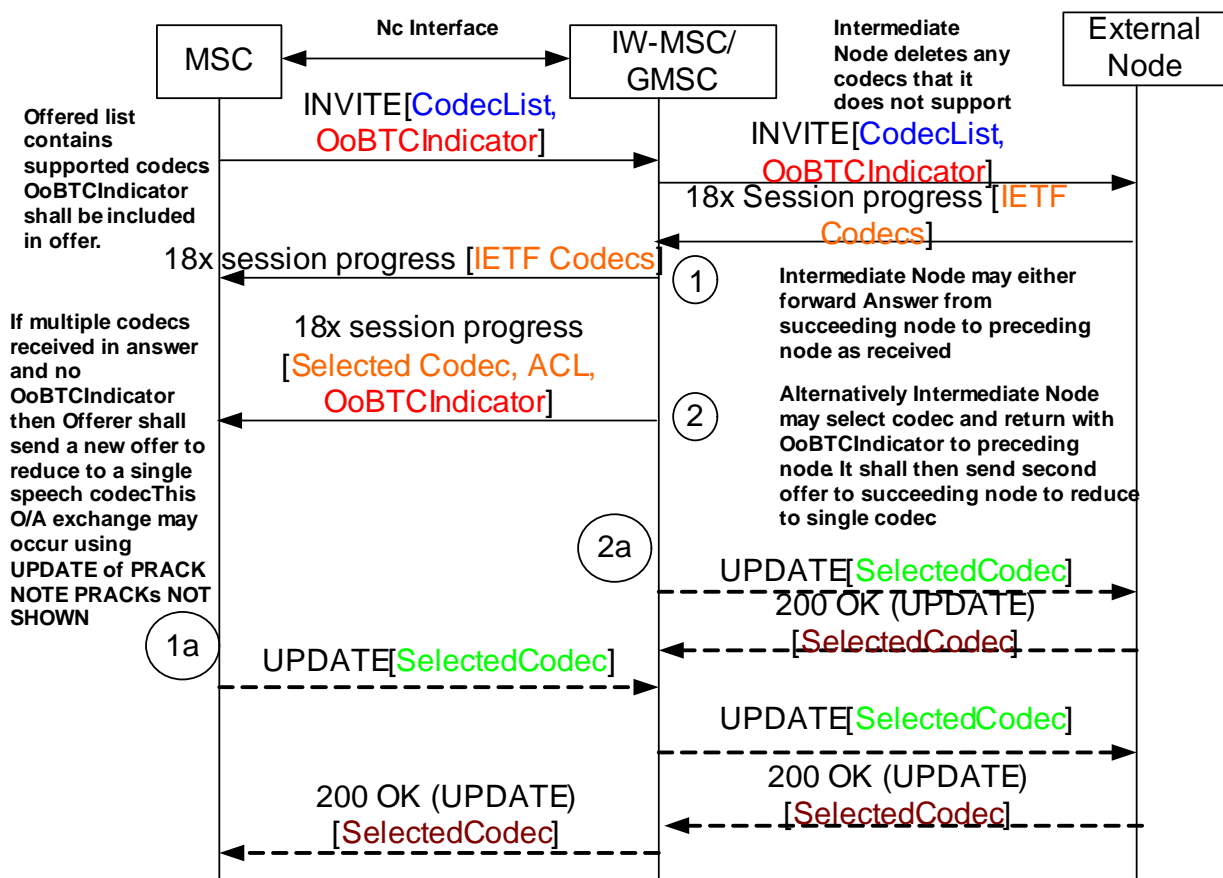 Nc Interface
MSC
IW-MSC/
GMSC
Intermediate
Node deletes any
codecs that it
does not support
External
Node
Offered list
contains
supported codecs
OoBTCIndicator
shall be included
in offer.
INVITE[CodecList,
OoBTCIndicator]
INVITE[CodecList,
OoBTCIndicator]
18x Session progress [IETF
Codecs]
18x session progress [IETF Codecs]
1
Intermediate Node may either
forward Answer from
succeeding node to preceding
node as received
If multiple codecs
received in answer
and no
OoBTCIndicator
then Offerer shall
send a new offer to
reduce to a single
speech codecThis
O/A exchange may
occur using
UPDATE of PRACK
NOTE PRACKs NOT
SHOWN
18x session progress
[Selected Codec, ACL,
OoBTCIndicator]
2
Alternatively Intermediate Node
may select codec and return with
OoBTCIndicator to preceding
node. It shall then send second
offer to succeeding node to reduce
to single codec
2a
UPDATE[SelectedCodec]
200 OK (UPDATE)
[SelectedCodec]
1a
UPDATE[SelectedCodec]
UPDATE[SelectedCodec]
200 OK (UPDATE)
[SelectedCodec]
200 OK (UPDATE)
[SelectedCodec]